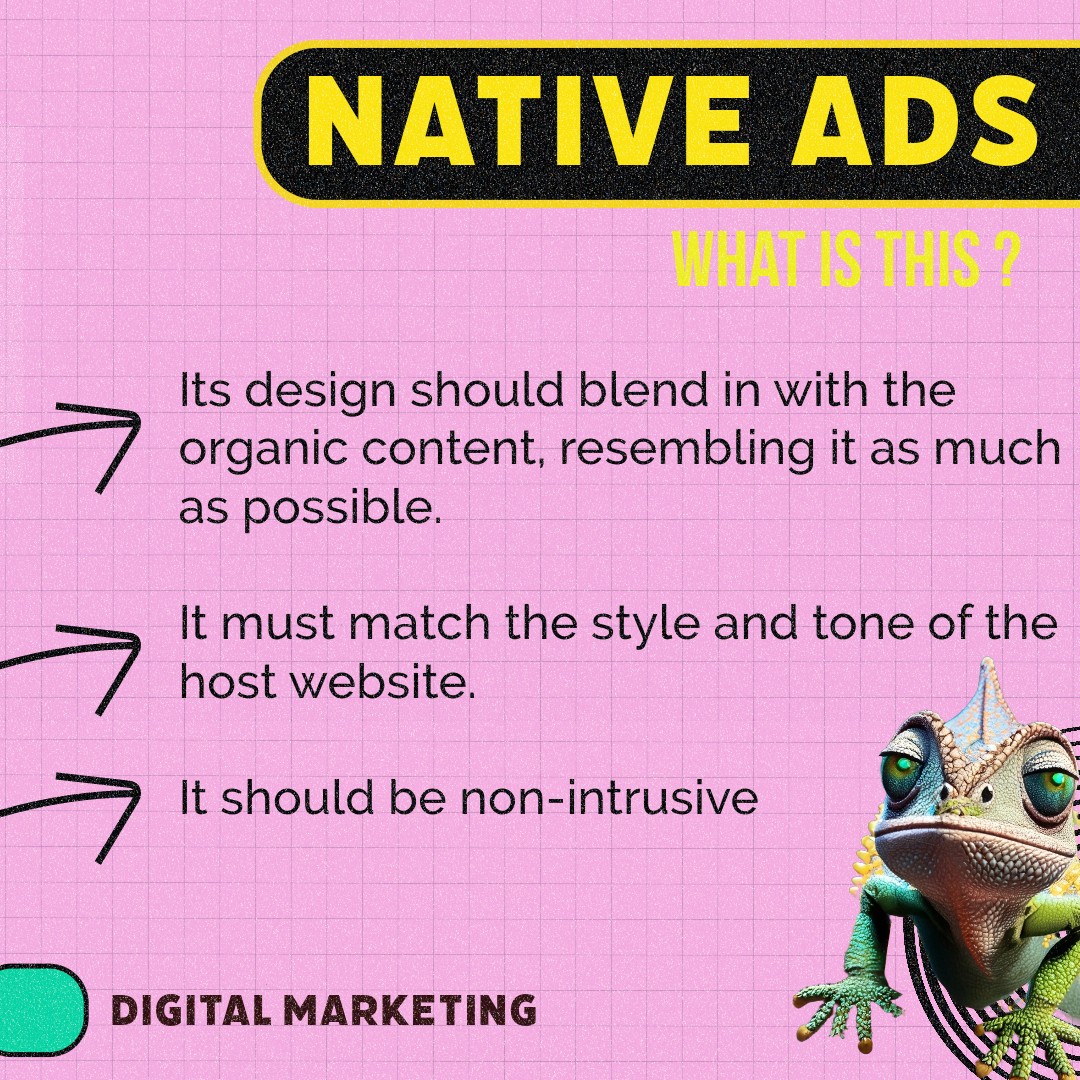 NATIVE ADS
WHAT IS THIS ?
Its design should blend in with the
organic content, resembling it as much
as possible.
It must match the style and tone of the
host website.
It should be non-intrusive
DIGITAL MARKETING